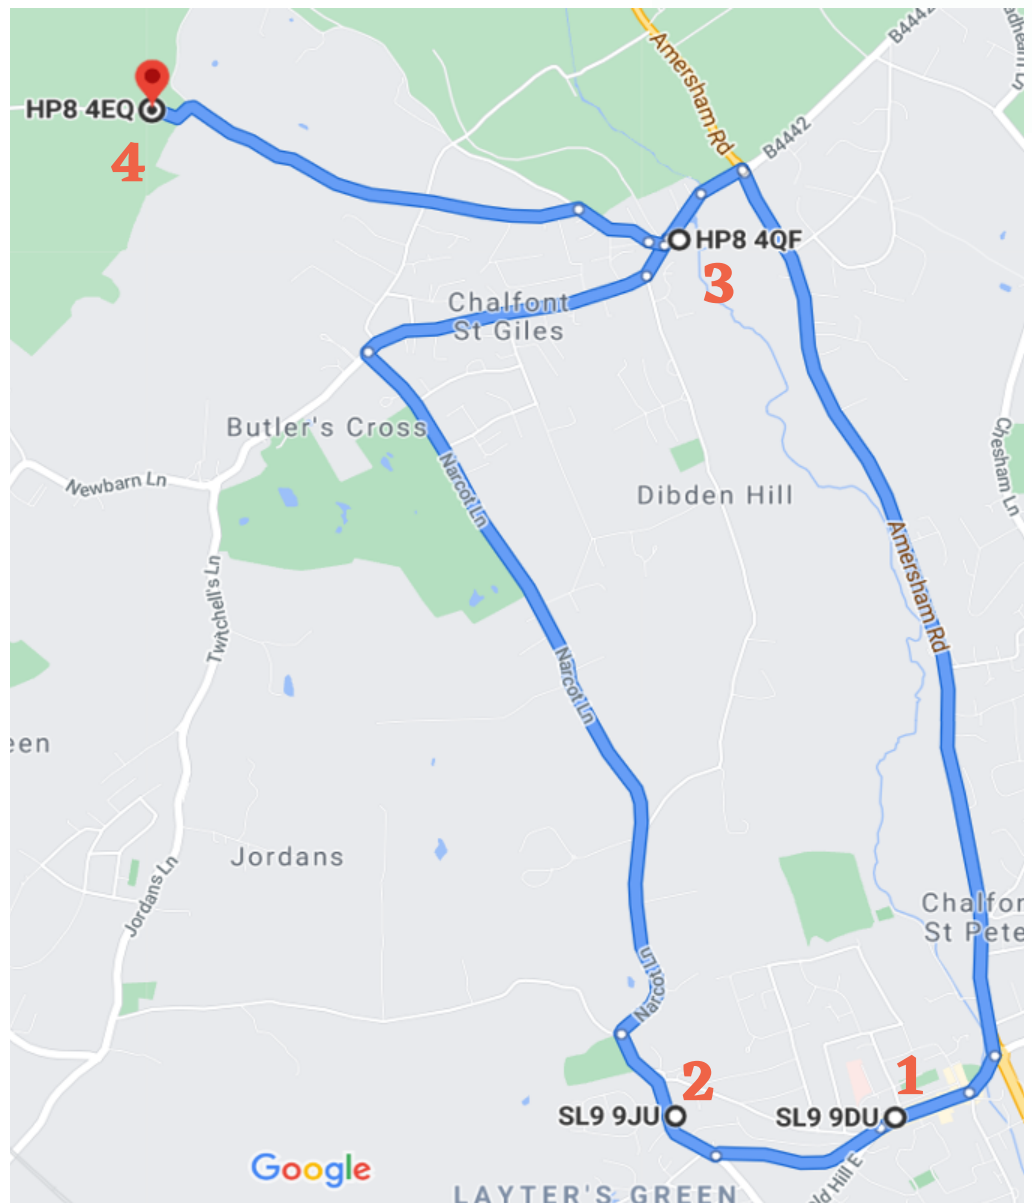 B4442
Amersham Rd
B4442
HP8 4EQ
4
HP8 4QF
3
Chalfont
St Giles
Butler's Cross
Newbarn Ln
Narcot Ln
Dibden Hill
Chesham Ln
Amersham Rd
Twitchell's Ln
Narcot Ln
een
Jordans
Jordans Ln
Chalfon
St Pete
Narcot Ln
2
1
SL9 9JU
SL9 9DU
Google
old Hill E
LAYTER'S GREEN